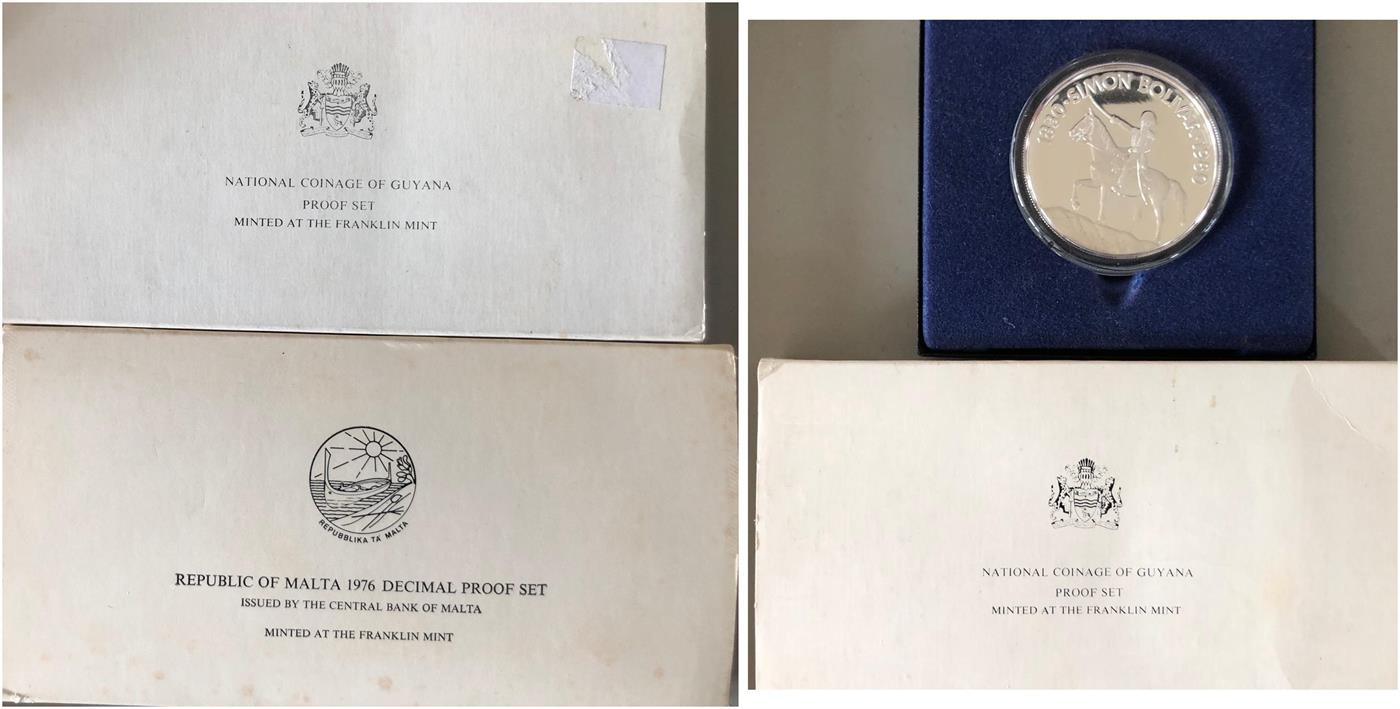 NATIONAL COINAGE OF GUYANA
PROOF SET
MINTED AT THE FRANKLIN MINT
REPUBBLIKA TA' MALTA
REPUBLIC OF MALTA 1976 DECIMAL PROOF SET
ISSUED BY THE CENTRAL BANK OF MALTA
MINTED AT THE FRANKLIN MINT
1830·SIMON BOLIVAR·1980
NATIONAL COINAGE OF GUYANA
PROOF SET
MINTED AT THE FRANKLIN MINT